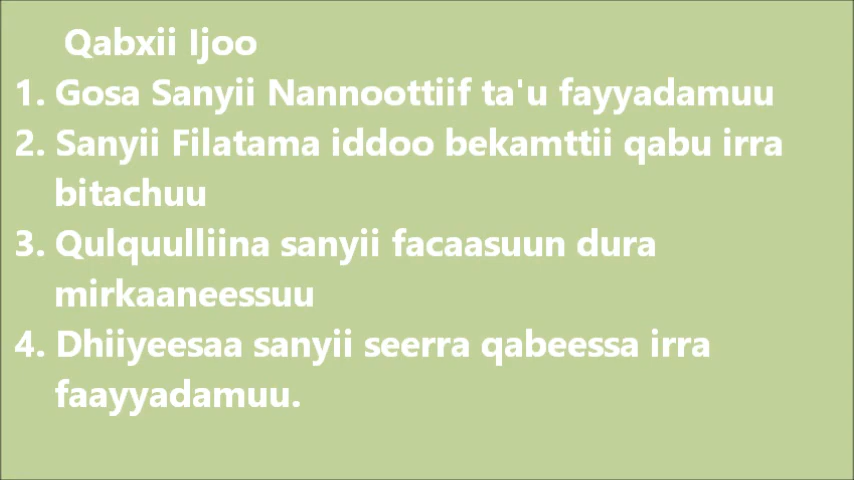 Qabxii Ijoo
1. Gosa Sanyii Nannoottiif ta'u fayyadamuu
2. Sanyii Filatama iddoo bekamttii qabu irra
bitachuu
3. Qulquulliina sanyii facaasuun dura
mirkaaneessuu
4. Dhiiyeesaa sanyii seerra qabeessa irra
faayyadamuu.